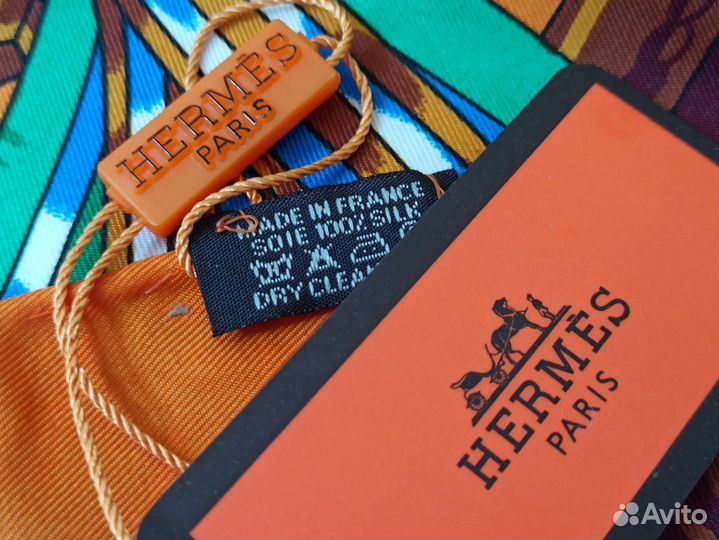 HERMÈS
PARIS
MADE IN FRANCE
SOIE 100% SILK
DRY CLEAN
HERMÈS
PARIS
Avito